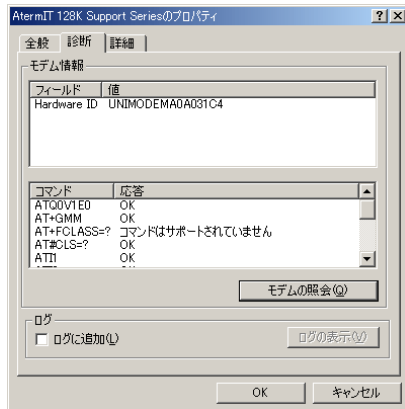 AtermIT 128K Support Seriesのプロパティ
全般 診断 詳細
モデム情報
フィールド 値
Hardware ID UNIMODEMA0A031C4
コマンド 応答
ATQ0V1E0 OK
AT+GMM OK
AT+FCLASS=? コマンドはサポートされていません
AT#CLS=? OK
ATI1 OK
モデムの照会(Q)
ログ
ログに追加(L)
ログの表示(V)
OK キャンセル